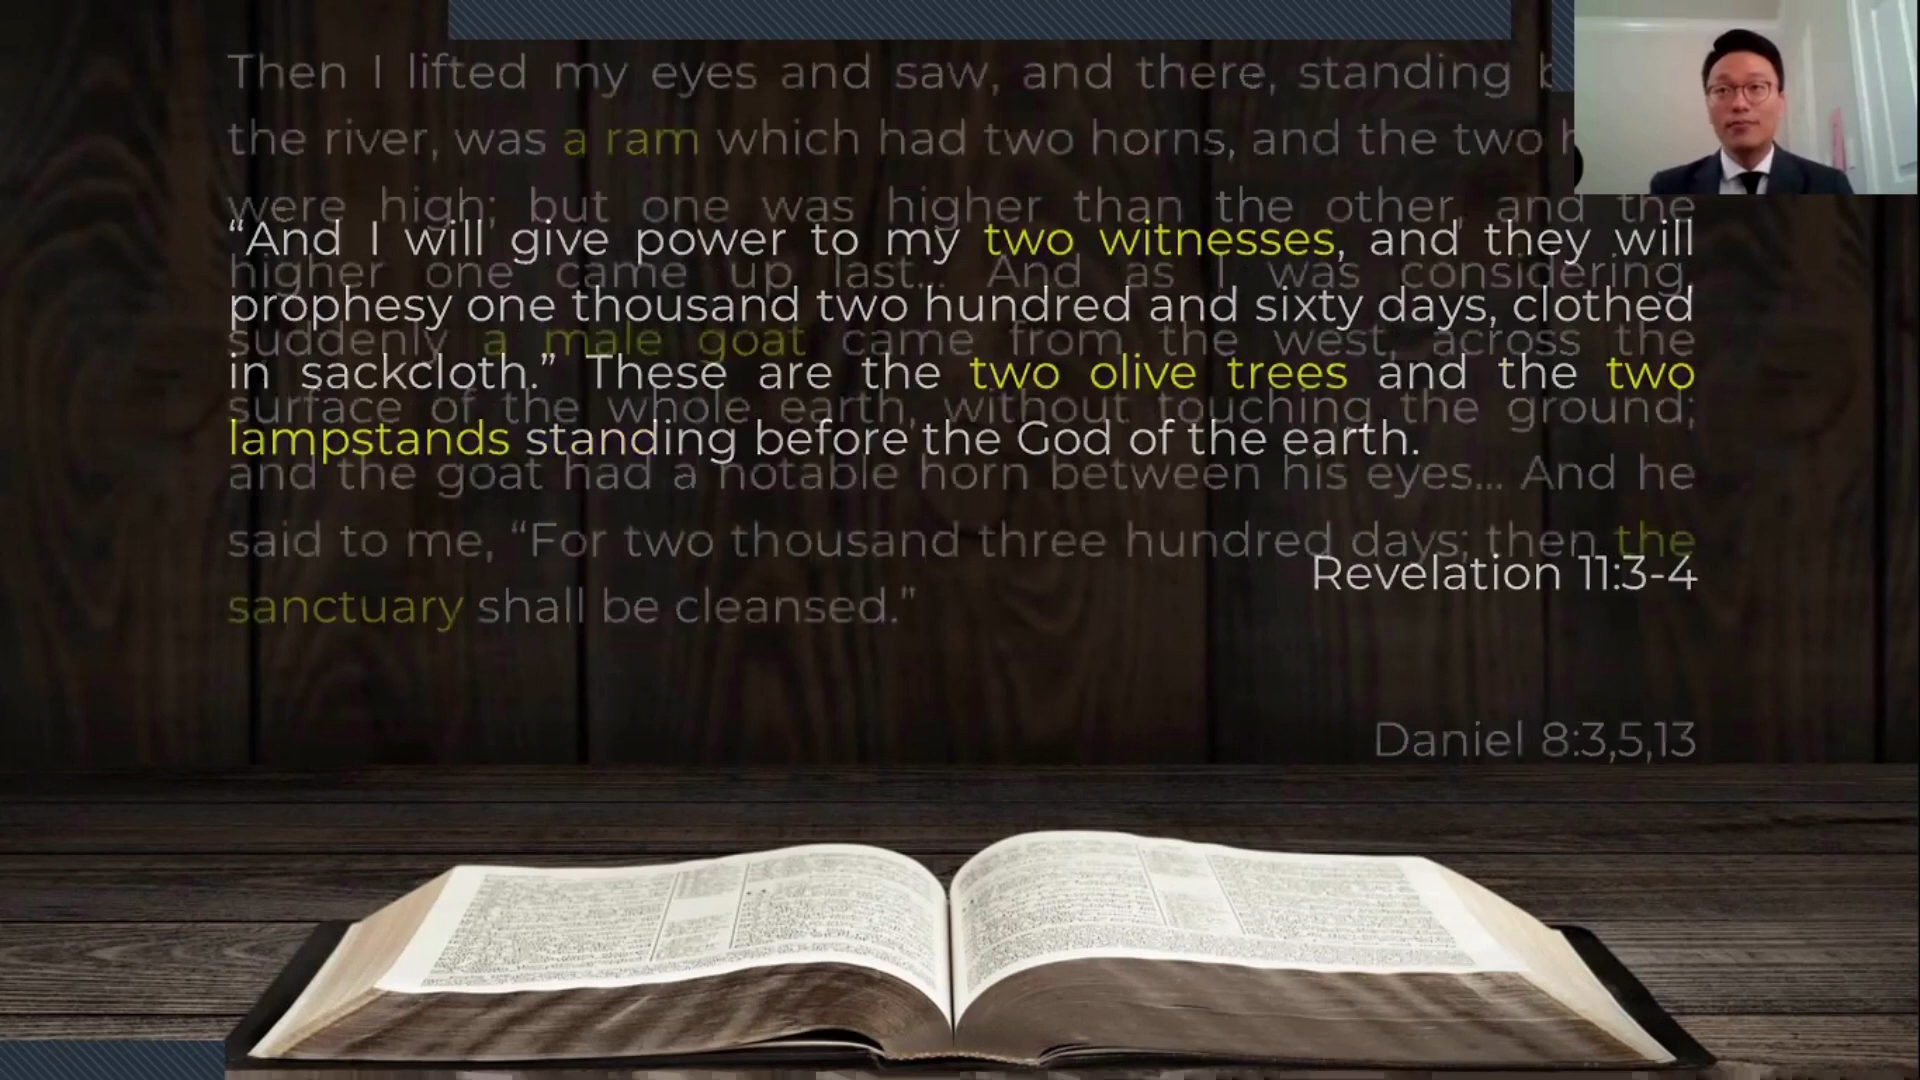 Then I lifted my eyes and saw, and there, standing
the river, was a ram which had two horns, and the two
were high; but one was higher than the other, and the
“And I will give power to my two witnesses, and they will
higher one came up last... And as I was considering,
prophesy one thousand two hundred and sixty days, clothed
suddenly a male goat came from the west, across the
in sackcloth.” These are the two olive trees and the two
surface of the whole earth, without touching the ground;
lampstands standing before the God of the earth.
and the goat had a notable horn between his eyes... And he
said to me, “For two thousand three hundred days; then the
Revelation 11:3-4
sanctuary shall be cleansed.”
Daniel 8:3,5,13